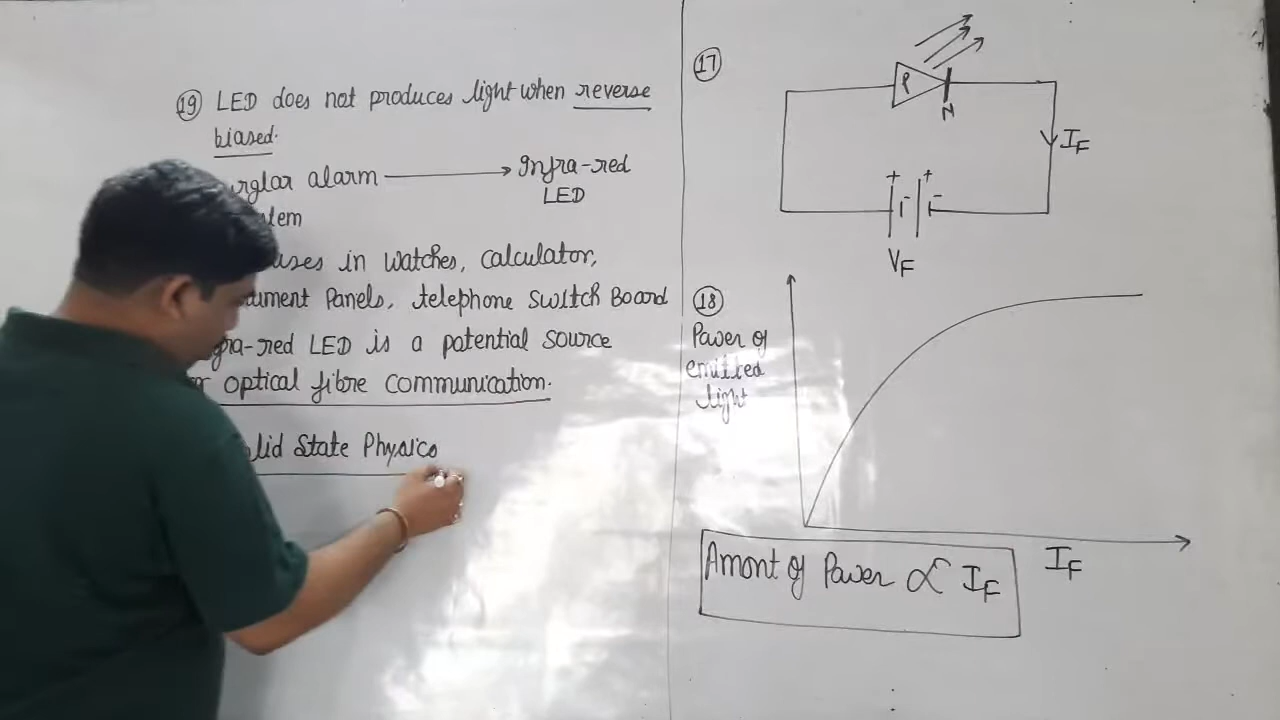 19 LED does not produces light when reverse
biased.
alarm → Infra-red
LED
uses in watches, calculator,
Panels, telephone switch Board
LED is a potential source
optical fibre communication.
State Physics
17
P
N
IF
+ +
- -
VF
18
Power of
emitted
light
IF
Amont of Power ∝ IF